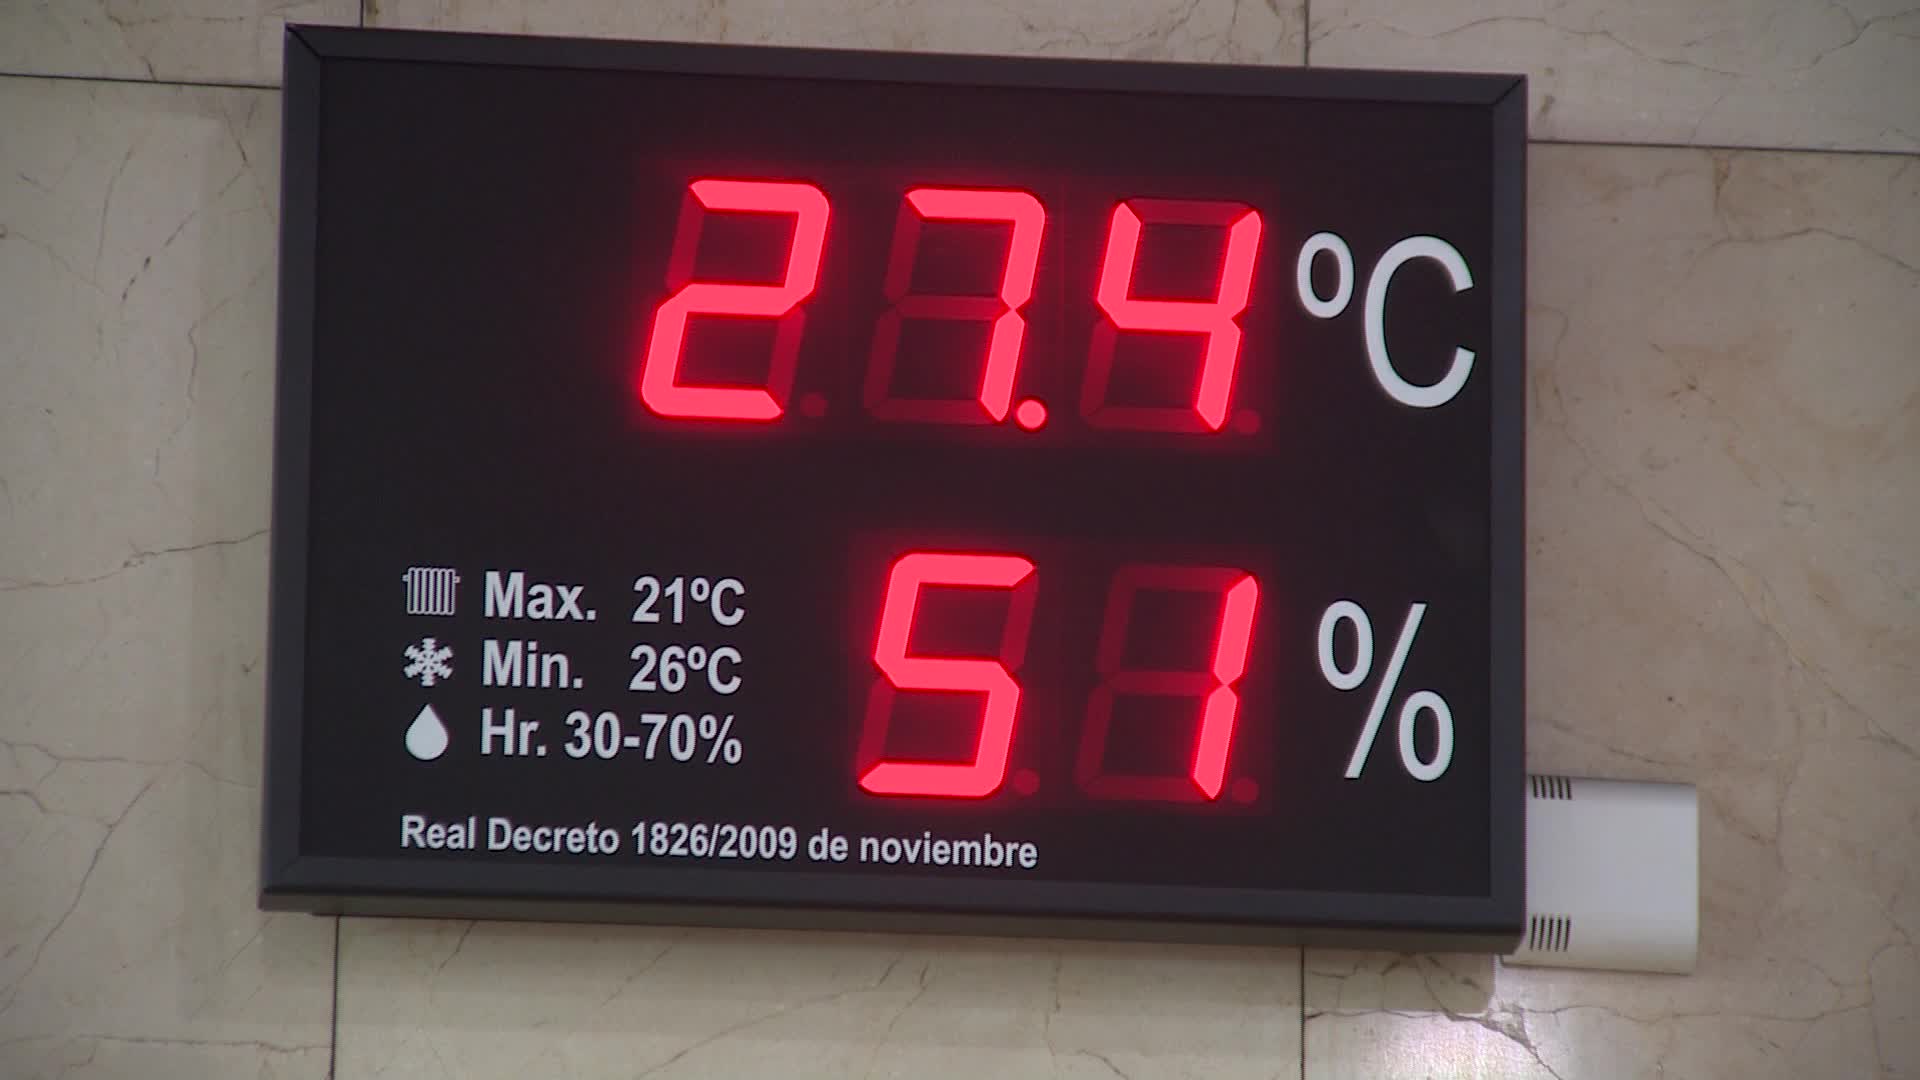 27.4 ºC
51 %
Max. 21ºC
Min. 26ºC
Hr. 30-70%
Real Decreto 1826/2009 de noviembre